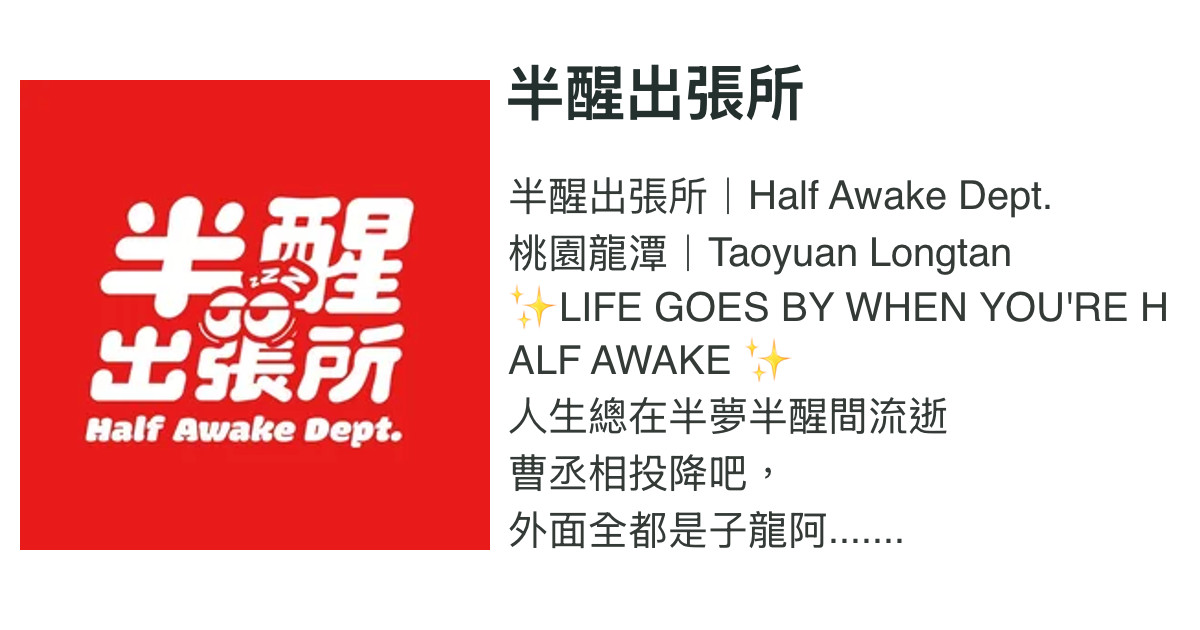 半醒
zzz
出張所
Half Awake Dept.
半醒出張所
半醒出張所｜Half Awake Dept.
桃園龍潭｜Taoyuan Longtan
✨LIFE GOES BY WHEN YOU'RE H
ALF AWAKE ✨
人生總在半夢半醒間流逝
曹丞相投降吧，
外面全都是子龍阿.......